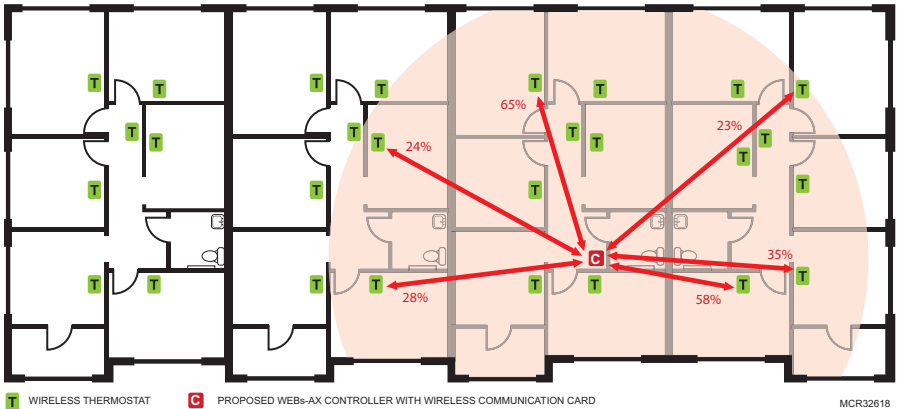 T T T T T T T T
65%
23%
T T T T T T T T
24%
T T T T
35%
C
T T T T T T T T
28% 58%
T WIRELESS THERMOSTAT C PROPOSED WEBs-AX CONTROLLER WITH WIRELESS COMMUNICATION CARD
MCR32618